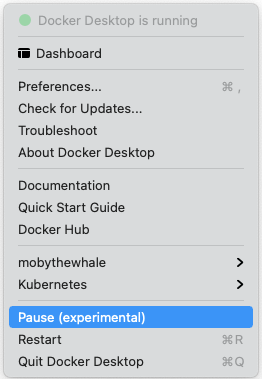 Docker Desktop is running
Dashboard
Preferences... ⌘ ,
Check for Updates...
Troubleshoot
About Docker Desktop
Documentation
Quick Start Guide
Docker Hub
mobythewhale
Kubernetes
Pause (experimental)
Restart ⌘R
Quit Docker Desktop ⌘Q